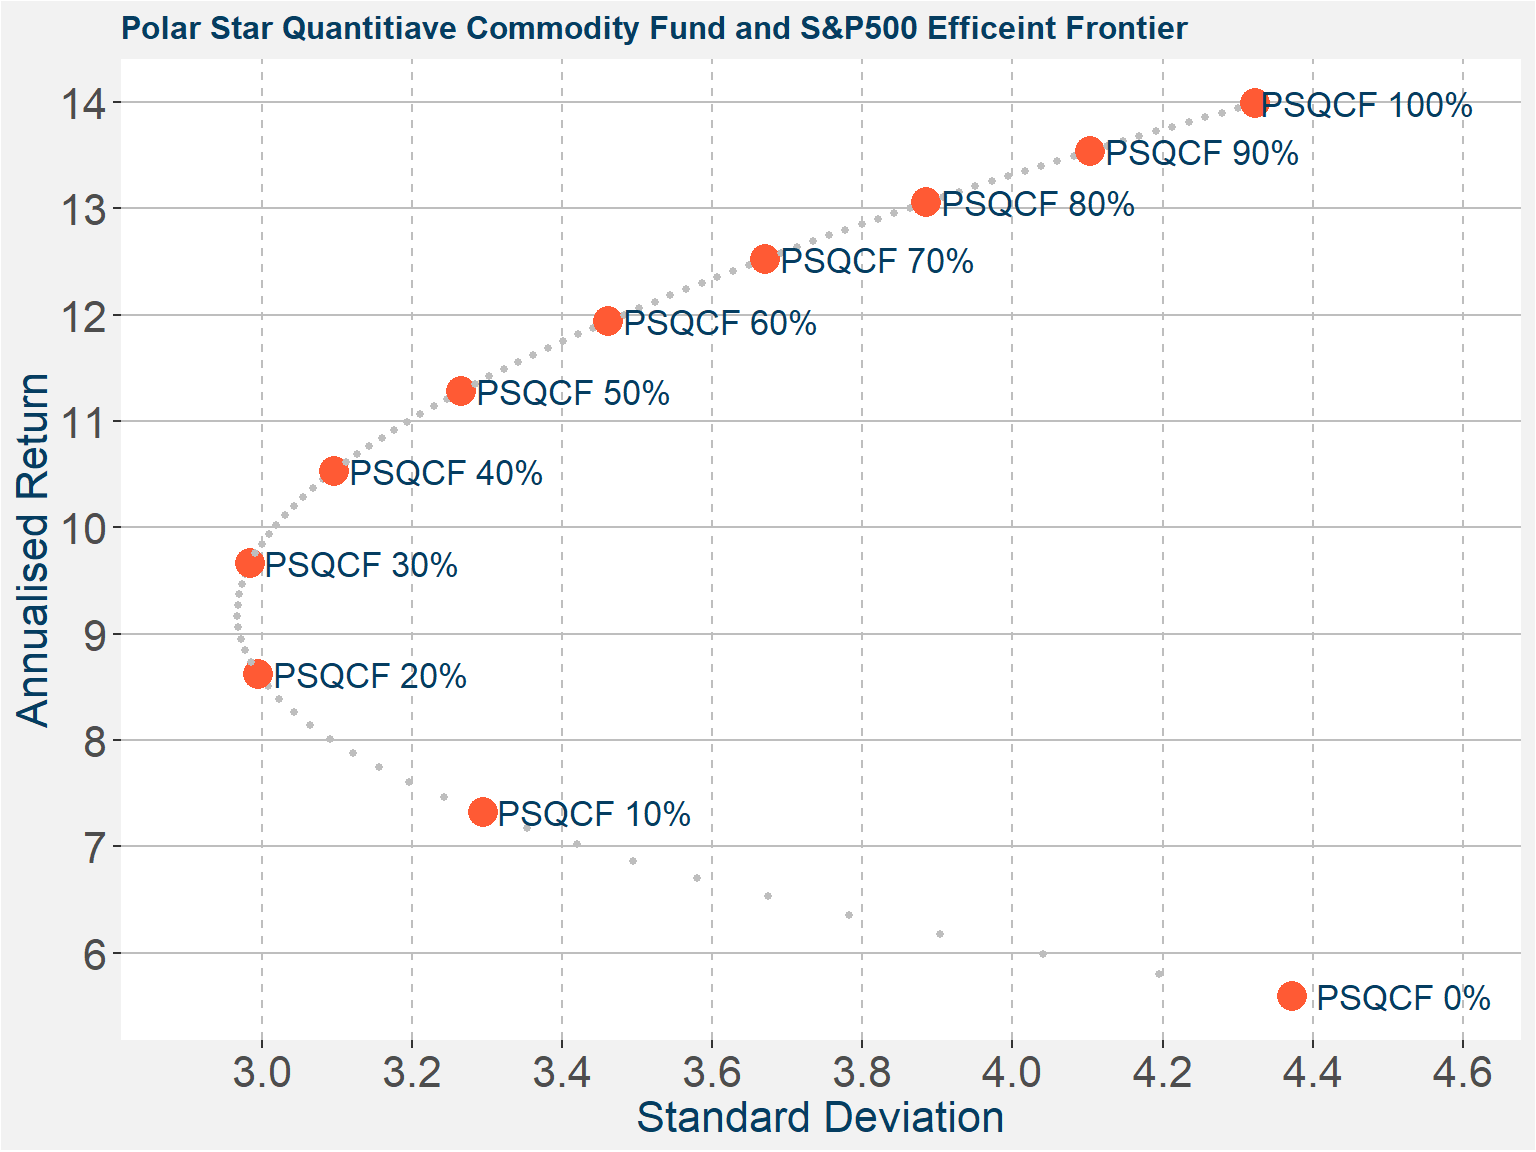 Polar Star Quantitiave Commodity Fund and S&P500 Efficeint Frontier
Annualised Return
14
13
12
11
10
9
8
7
6
PSQCF 100%
PSQCF 90%
PSQCF 80%
PSQCF 70%
PSQCF 60%
PSQCF 50%
PSQCF 40%
PSQCF 30%
PSQCF 20%
PSQCF 10%
PSQCF 0%
3.0 3.2 3.4 3.6 3.8 4.0 4.2 4.4 4.6
Standard Deviation